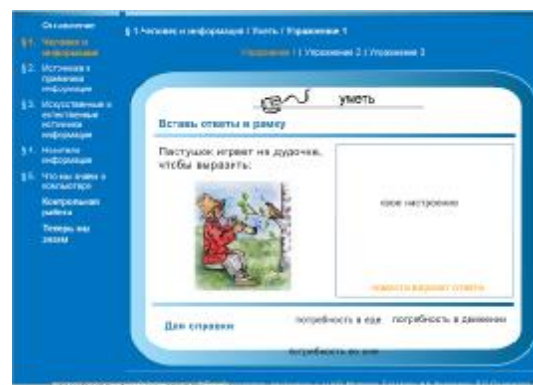 Оглавление
§ 1. Человек и информация
§ 2. Источники и приёмники информации
§ 3. Искусственные и естественные источники информации
§ 4. Носители информации
§ 5. Что мы знаем о компьютере
Контрольная работа
Теперь мы знаем
§ 1 Человек и информация / Уметь / Упражнение 1
Упражнение 1 / Упражнение 2 / Упражнение 3
уметь
Вставь ответы в рамку
Пастушок играет на дудочке,
чтобы выразить:
свое настроение
вариант ответа
Для справки
потребность в еде потребность в движении
потребность во сне